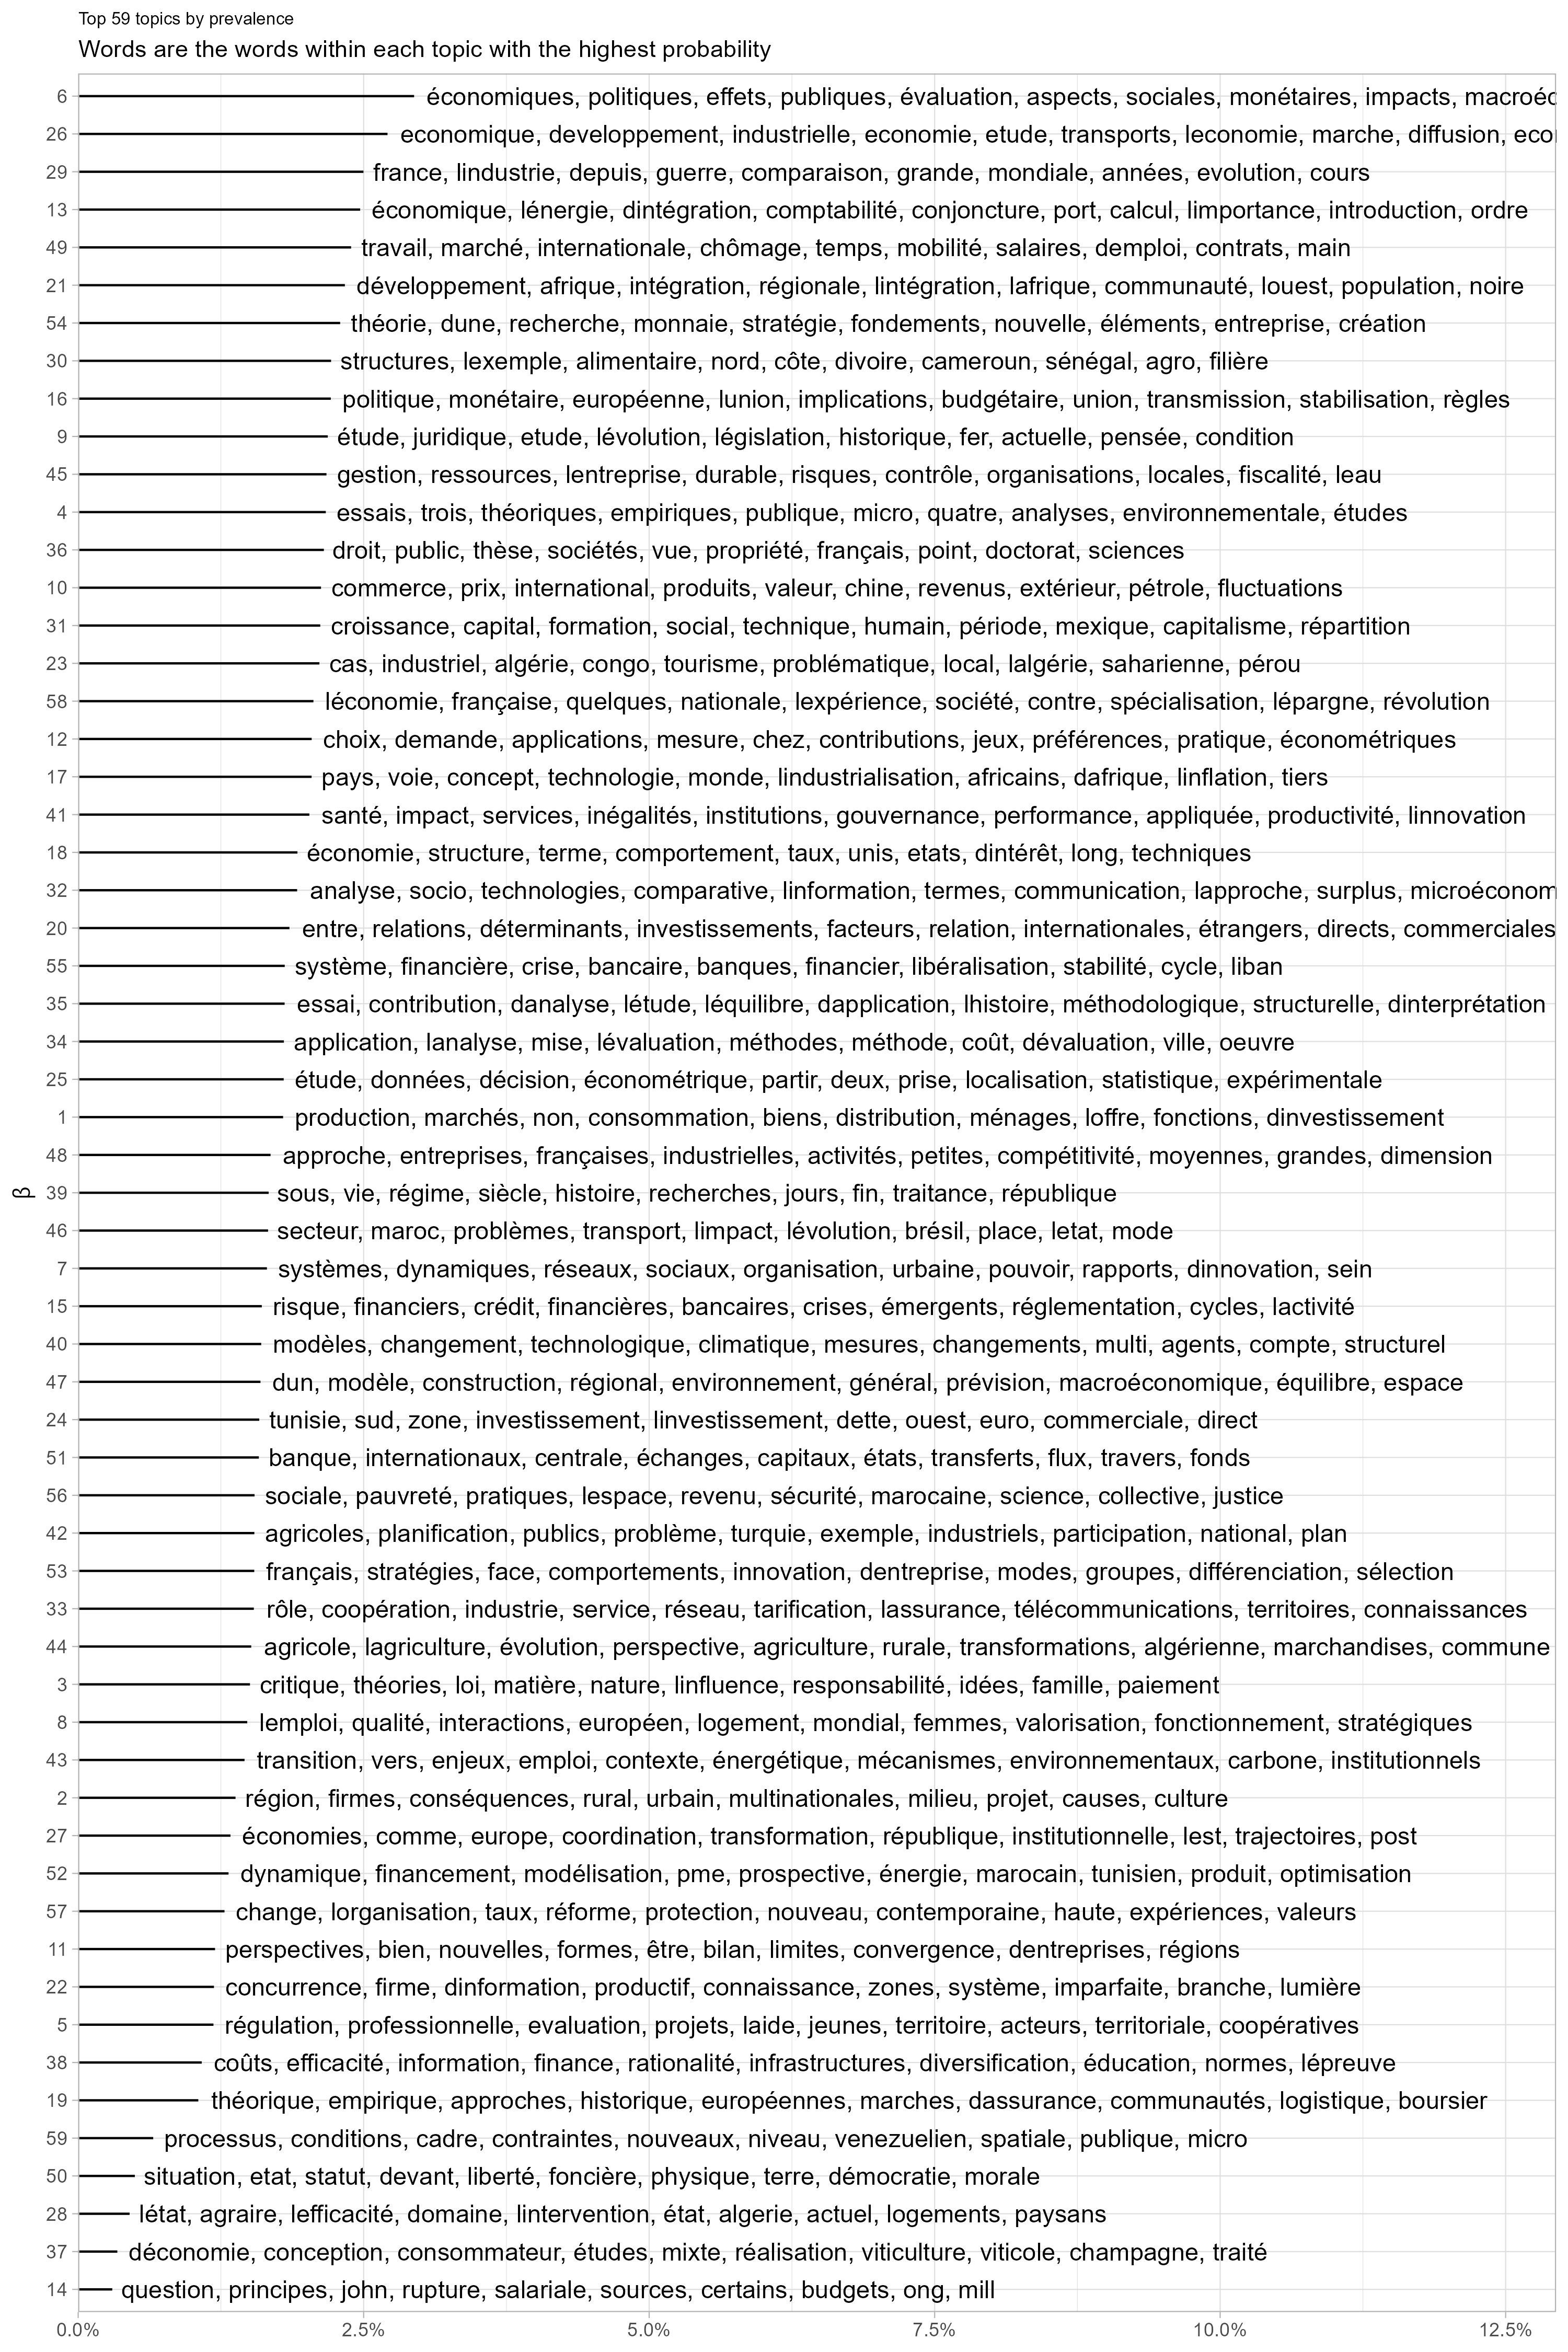 Top 59 topics by prevalence
Words are the words within each topic with the highest probability
6 économiques, politiques, effets, publiques, évaluation, aspects, sociales, monétaires, impacts, macroéc
26 economique, developpement, industrielle, economie, etude, transports, leconomie, marche, diffusion, eco
29 france, lindustrie, depuis, guerre, comparaison, grande, mondiale, années, evolution, cours
13 économique, lénergie, dintégration, comptabilité, conjoncture, port, calcul, limportance, introduction, ordre
49 travail, marché, internationale, chômage, temps, mobilité, salaires, demploi, contrats, main
21 développement, afrique, intégration, régionale, lintégration, lafrique, communauté, louest, population, noire
54 théorie, dune, recherche, monnaie, stratégie, fondements, nouvelle, éléments, entreprise, création
30 structures, lexemple, alimentaire, nord, côte, divoire, cameroun, sénégal, agro, filière
16 politique, monétaire, européenne, lunion, implications, budgétaire, union, transmission, stabilisation, règles
9 étude, juridique, etude, lévolution, législation, historique, fer, actuelle, pensée, condition
45 gestion, ressources, lentreprise, durable, risques, contrôle, organisations, locales, fiscalité, leau
4 essais, trois, théoriques, empiriques, publique, micro, quatre, analyses, environnementale, études
36 droit, public, thèse, sociétés, vue, propriété, français, point, doctorat, sciences
10 commerce, prix, international, produits, valeur, chine, revenus, extérieur, pétrole, fluctuations
31 croissance, capital, formation, social, technique, humain, période, mexique, capitalisme, répartition
23 cas, industriel, algérie, congo, tourisme, problématique, local, lalgérie, saharienne, pérou
58 léconomie, française, quelques, nationale, lexpérience, société, contre, spécialisation, lépargne, révolution
12 choix, demande, applications, mesure, chez, contributions, jeux, préférences, pratique, économétriques
17 pays, voie, concept, technologie, monde, lindustrialisation, africains, dafrique, linflation, tiers
41 santé, impact, services, inégalités, institutions, gouvernance, performance, appliquée, productivité, linnovation
18 économie, structure, terme, comportement, taux, unis, etats, dintérêt, long, techniques
32 analyse, socio, technologies, comparative, linformation, termes, communication, lapproche, surplus, microéconom
20 entre, relations, déterminants, investissements, facteurs, relation, internationales, étrangers, directs, commerciales
55 système, financière, crise, bancaire, banques, financier, libéralisation, stabilité, cycle, liban
35 essai, contribution, danalyse, létude, léquilibre, dapplication, lhistoire, méthodologique, structurelle, dinterprétation
34 application, lanalyse, mise, lévaluation, méthodes, méthode, coût, dévaluation, ville, oeuvre
25 étude, données, décision, économétrique, partir, deux, prise, localisation, statistique, expérimentale
1 production, marchés, non, consommation, biens, distribution, ménages, loffre, fonctions, dinvestissement
48 approche, entreprises, françaises, industrielles, activités, petites, compétitivité, moyennes, grandes, dimension
β
39 sous, vie, régime, siècle, histoire, recherches, jours, fin, traitance, république
46 secteur, maroc, problèmes, transport, limpact, lévolution, brésil, place, letat, mode
7 systèmes, dynamiques, réseaux, sociaux, organisation, urbaine, pouvoir, rapports, dinnovation, sein
15 risque, financiers, crédit, financières, bancaires, crises, émergents, réglementation, cycles, lactivité
40 modèles, changement, technologique, climatique, mesures, changements, multi, agents, compte, structurel
47 dun, modèle, construction, régional, environnement, général, prévision, macroéconomique, équilibre, espace
24 tunisie, sud, zone, investissement, linvestissement, dette, ouest, euro, commerciale, direct
51 banque, internationaux, centrale, échanges, capitaux, états, transferts, flux, travers, fonds
56 sociale, pauvreté, pratiques, lespace, revenu, sécurité, marocaine, science, collective, justice
42 agricoles, planification, publics, problème, turquie, exemple, industriels, participation, national, plan
53 français, stratégies, face, comportements, innovation, dentreprise, modes, groupes, différenciation, sélection
33 rôle, coopération, industrie, service, réseau, tarification, lassurance, télécommunications, territoires, connaissances
44 agricole, lagriculture, évolution, perspective, agriculture, rurale, transformations, algérienne, marchandises, commune
3 critique, théories, loi, matière, nature, linfluence, responsabilité, idées, famille, paiement
8 lemploi, qualité, interactions, européen, logement, mondial, femmes, valorisation, fonctionnement, stratégiques
43 transition, vers, enjeux, emploi, contexte, énergétique, mécanismes, environnementaux, carbone, institutionnels
2 région, firmes, conséquences, rural, urbain, multinationales, milieu, projet, causes, culture
27 économies, comme, europe, coordination, transformation, république, institutionnelle, lest, trajectoires, post
52 dynamique, financement, modélisation, pme, prospective, énergie, marocain, tunisien, produit, optimisation
57 change, lorganisation, taux, réforme, protection, nouveau, contemporaine, haute, expériences, valeurs
11 perspectives, bien, nouvelles, formes, être, bilan, limites, convergence, dentreprises, régions
22 concurrence, firme, dinformation, productif, connaissance, zones, système, imparfaite, branche, lumière
5 régulation, professionnelle, evaluation, projets, laide, jeunes, territoire, acteurs, territoriale, coopératives
38 coûts, efficacité, information, finance, rationalité, infrastructures, diversification, éducation, normes, lépreuve
19 théorique, empirique, approches, historique, européennes, marches, dassurance, communautés, logistique, boursier
59 processus, conditions, cadre, contraintes, nouveaux, niveau, venezuelien, spatiale, publique, micro
50 situation, etat, statut, devant, liberté, foncière, physique, terre, démocratie, morale
28 létat, agraire, lefficacité, domaine, lintervention, état, algerie, actuel, logements, paysans
37 déconomie, conception, consommateur, études, mixte, réalisation, viticulture, viticole, champagne, traité
14 question, principes, john, rupture, salariale, sources, certains, budgets, ong, mill
0.0% 2.5% 5.0% 7.5% 10.0% 12.5%